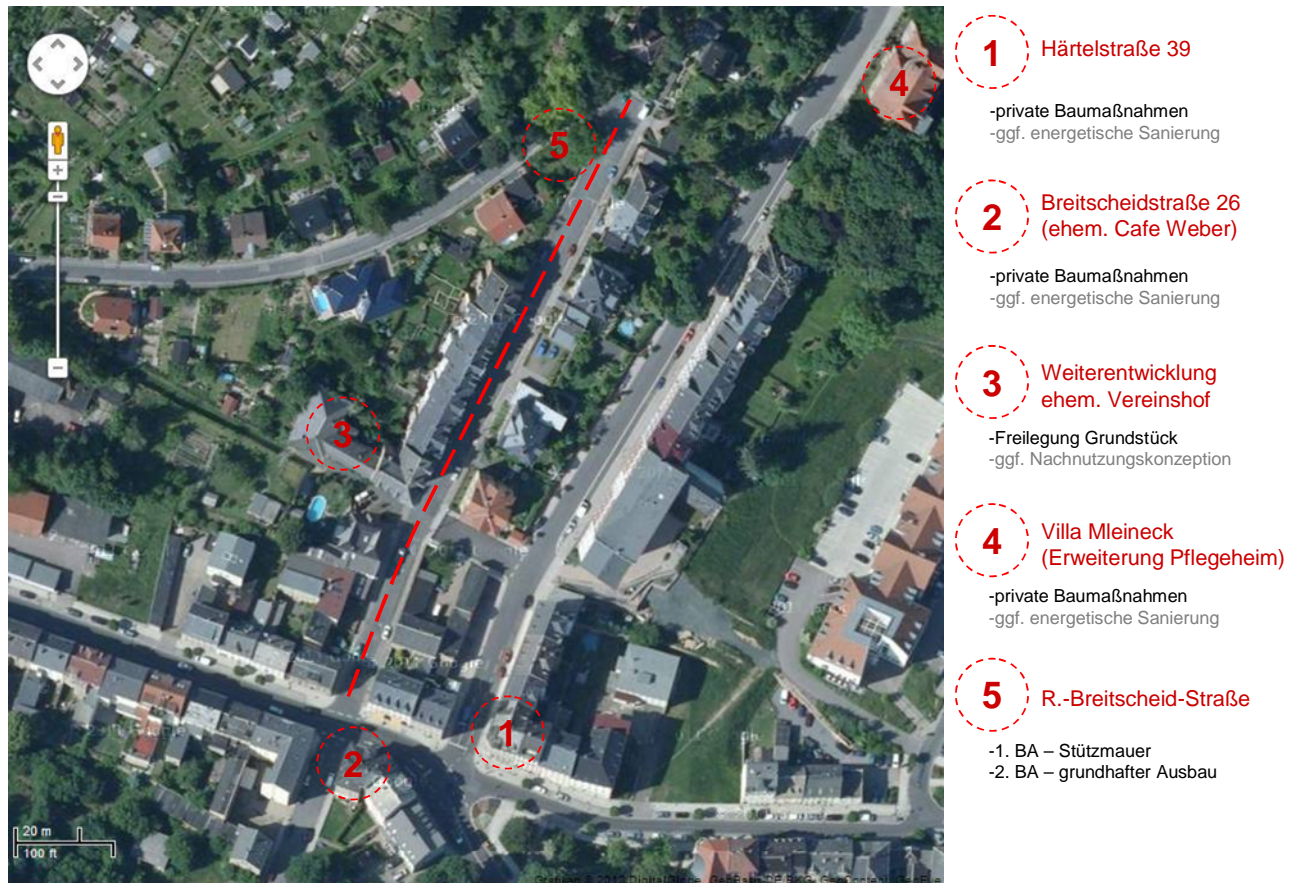 1
Härtelstraße 39
-private Baumaßnahmen
-ggf. energetische Sanierung
2
Breitscheidstraße 26
(ehem. Cafe Weber)
-private Baumaßnahmen
-ggf. energetische Sanierung
3
Weiterentwicklung
ehem. Vereinshof
-Freilegung Grundstück
-ggf. Nachnutzungskonzeption
4
Villa Mleineck
(Erweiterung Pflegeheim)
-private Baumaßnahmen
-ggf. energetische Sanierung
5
R.-Breitscheid-Straße
-1. BA – Stützmauer
-2. BA – grundhafter Ausbau
4
5
3
1
2
20 m
100 ft